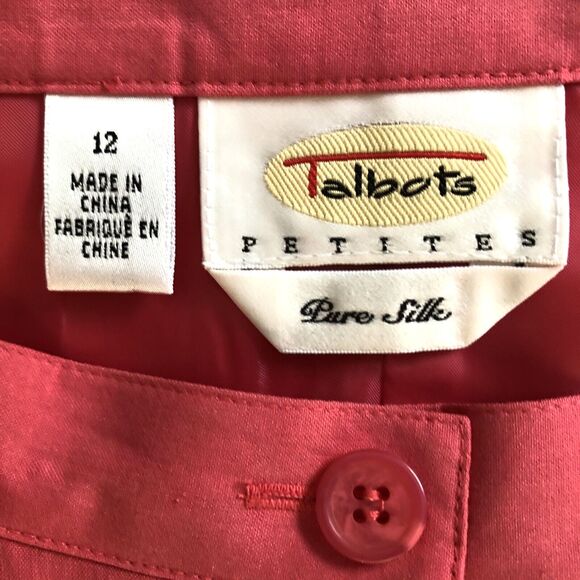 12
MADE IN
CHINA
FABRIQUÉ EN
CHINE
Talbots
PETITES
Pure Silk